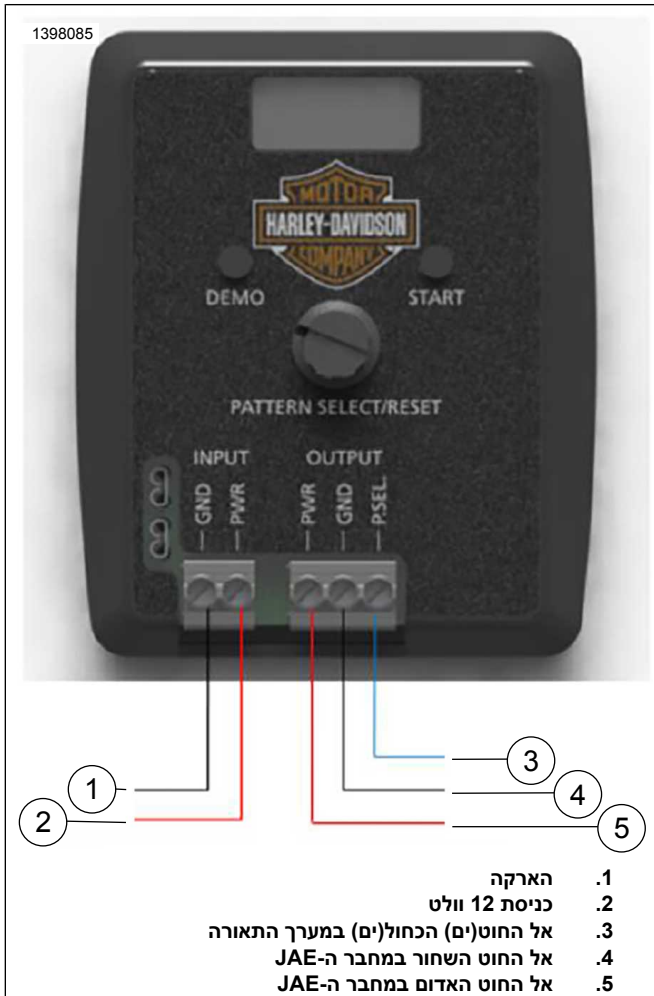 1398085
MOTOR
HARLEY-DAVIDSON
COMPANY
DEMO
START
PATTERN SELECT/RESET
INPUT
OUTPUT
GND
PWR
PWR
GND
P.SEL.
1
2
3
4
5
1. הארקה
2. כניסת 12 וולט
3. אל החוט(ים) הכחול(ים) במערך התאורה
4. אל החוט השחור במחבר ה-JAE
5. אל החוט האדום במחבר ה-JAE